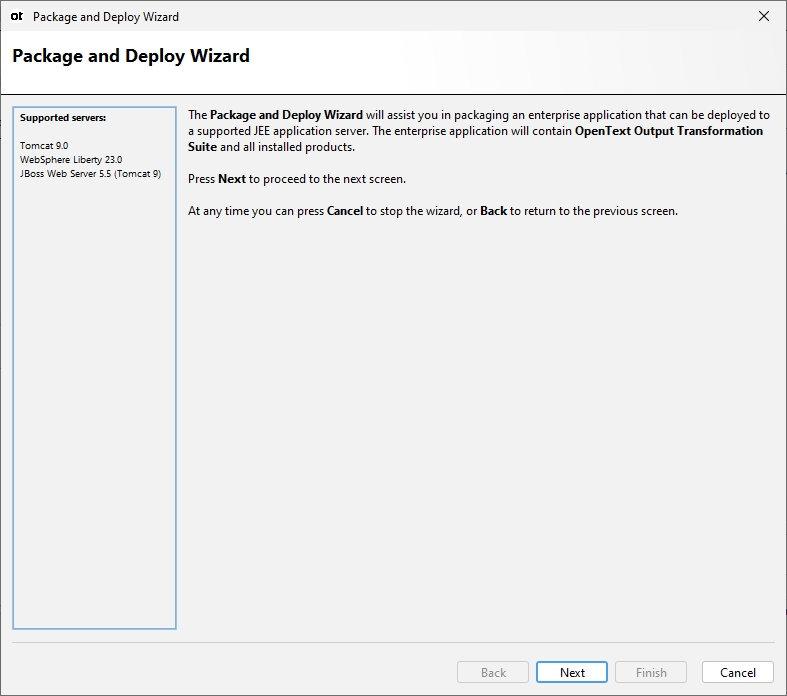 ot Package and Deploy Wizard
Package and Deploy Wizard
Supported servers:
Tomcat 9.0
WebSphere Liberty 23.0
JBoss Web Server 5.5 (Tomcat 9)
The Package and Deploy Wizard will assist you in packaging an enterprise application that can be deployed to
a supported JEE application server. The enterprise application will contain OpenText Output Transformation
Suite and all installed products.
Press Next to proceed to the next screen.
At any time you can press Cancel to stop the wizard, or Back to return to the previous screen.
Back Next Finish Cancel